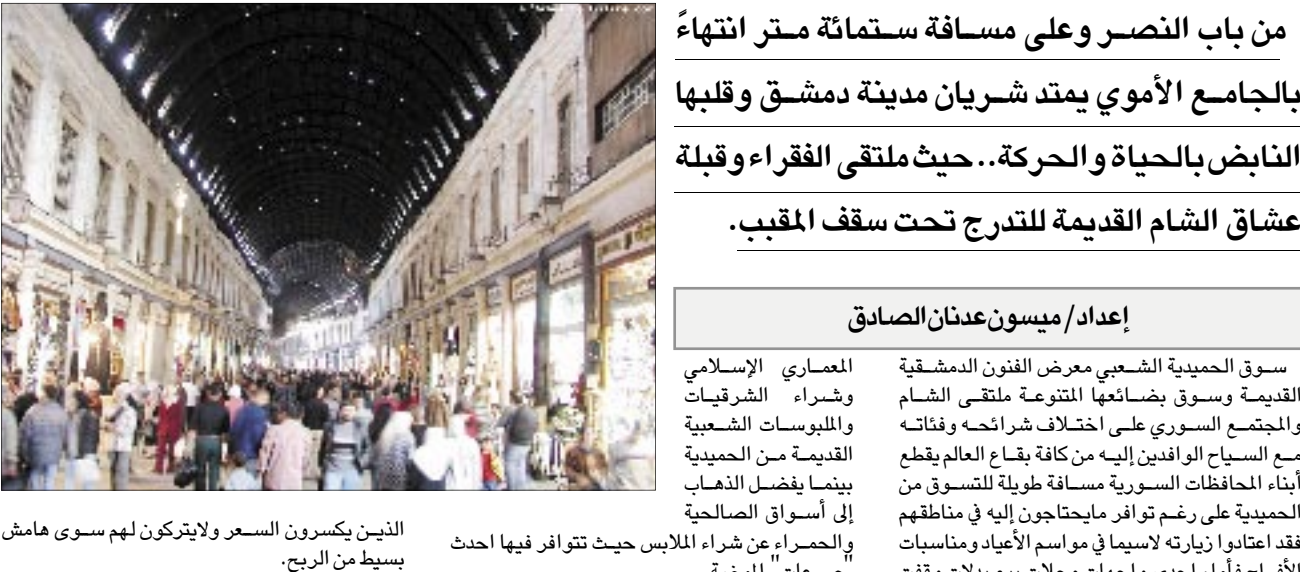 من باب النصر وعلى مسافة ستمائة متر انتهاءً
بالجامع الأموي يمتد شريان مدينة دمشق وقلبها
النابض بالحياة والحركة..حيث ملتقى الفقراء وقبلة
عشاق الشام القديمة للتدرج تحت سقف المقبب.
إعداد/ ميسون عدنان الصادق
سوق الحميدية الشعبي معرض الفنون الدمشقية
القديمة وسوق بضائعها المتنوعة ملتقى الشام
والمجتمع السوري على اختلاف شرائحه وفئاته
مع السياح الوافدين إليه من كافة بقاع العالم يقطع
أبناء المحافظات السورية مسافة طويلة للتسوق من
الحميدية على رغم توافر مايحتاجون إليه في مناطقهم
فقد اعتادوا زيارته لاسيما في مواسم الأعياد ومناسبات
المعماري الإسلامي
وشراء الشرقيات
والملبوسات الشعبية
القديمة من الحميدية
بينما يفضل الذهاب
إلى أسواق الصالحية
والحمراء عن شراء الملابس حيث تتوافر فيها احدث
الذين يكسرون السعر ولايتركون لهم سوى هامش
بسيط من الربح.